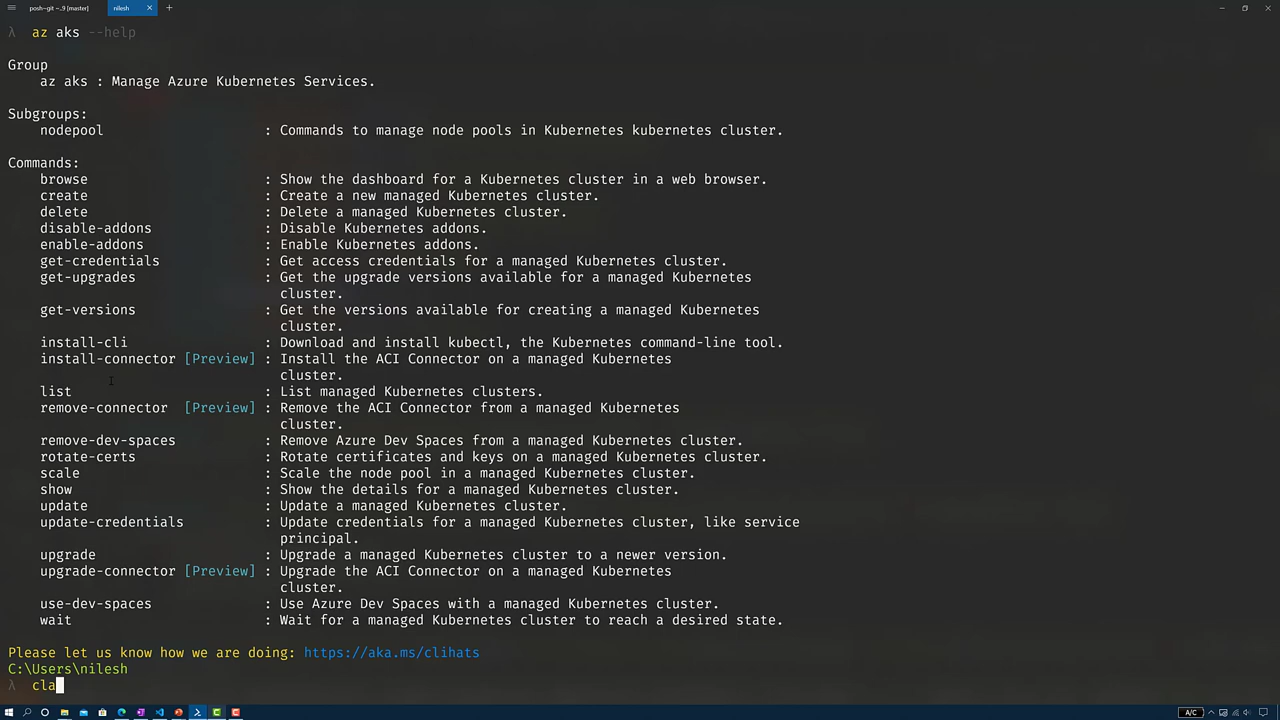 posh~git ~..9 [master]
nilesh
λ az aks --help
Group
az aks : Manage Azure Kubernetes Services.
Subgroups:
nodepool : Commands to manage node pools in Kubernetes kubernetes cluster.
Commands:
browse : Show the dashboard for a Kubernetes cluster in a web browser.
create : Create a new managed Kubernetes cluster.
delete : Delete a managed Kubernetes cluster.
disable-addons : Disable Kubernetes addons.
enable-addons : Enable Kubernetes addons.
get-credentials : Get access credentials for a managed Kubernetes cluster.
get-upgrades : Get the upgrade versions available for a managed Kubernetes
cluster.
get-versions : Get the versions available for creating a managed Kubernetes
cluster.
install-cli : Download and install kubectl, the Kubernetes command-line tool.
install-connector [Preview] : Install the ACI Connector on a managed Kubernetes
cluster.
list : List managed Kubernetes clusters.
remove-connector [Preview] : Remove the ACI Connector from a managed Kubernetes
cluster.
remove-dev-spaces : Remove Azure Dev Spaces from a managed Kubernetes cluster.
rotate-certs : Rotate certificates and keys on a managed Kubernetes cluster.
scale : Scale the node pool in a managed Kubernetes cluster.
show : Show the details for a managed Kubernetes cluster.
update : Update a managed Kubernetes cluster.
update-credentials : Update credentials for a managed Kubernetes cluster, like service
principal.
upgrade : Upgrade a managed Kubernetes cluster to a newer version.
upgrade-connector [Preview] : Upgrade the ACI Connector on a managed Kubernetes
cluster.
use-dev-spaces : Use Azure Dev Spaces with a managed Kubernetes cluster.
wait : Wait for a managed Kubernetes cluster to reach a desired state.
Please let us know how we are doing: https://aka.ms/clihats
C:\Users\nilesh
λ cla
A/C